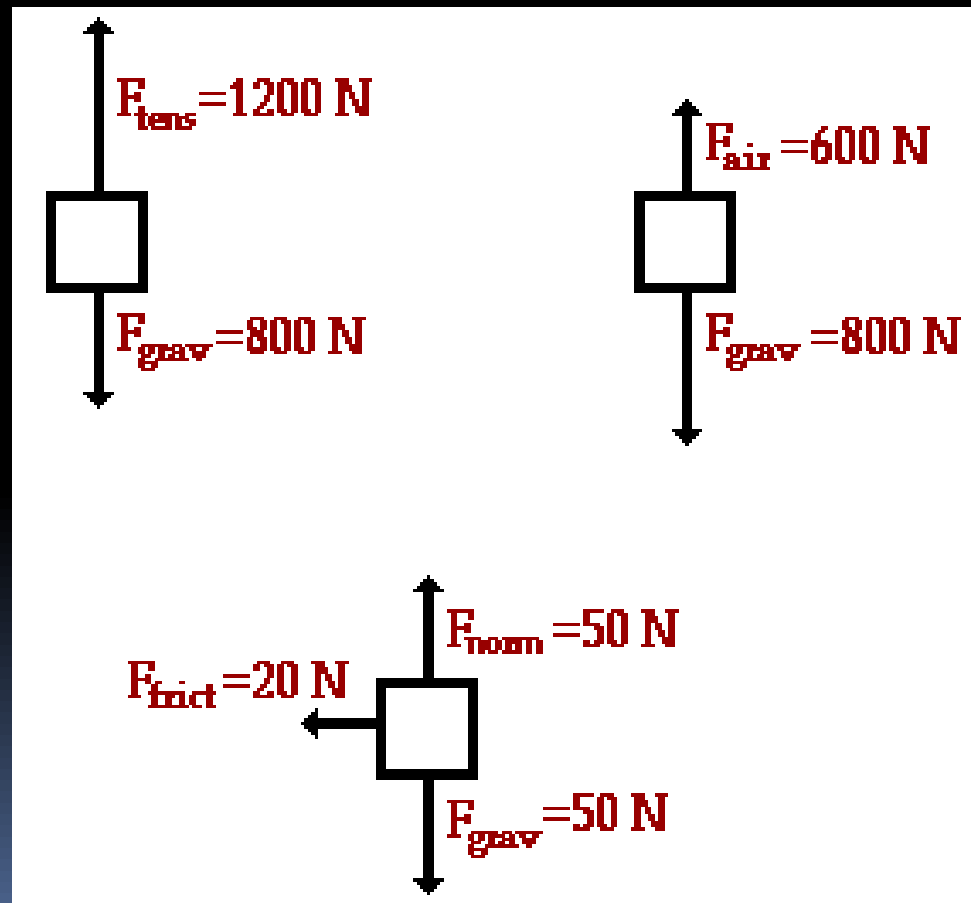 Ftens=1200 N
Fair=600 N
Fgrav=800 N
Fgrav=800 N
Fnorm=50 N
Ffrict=20 N
Fgrav=50 N